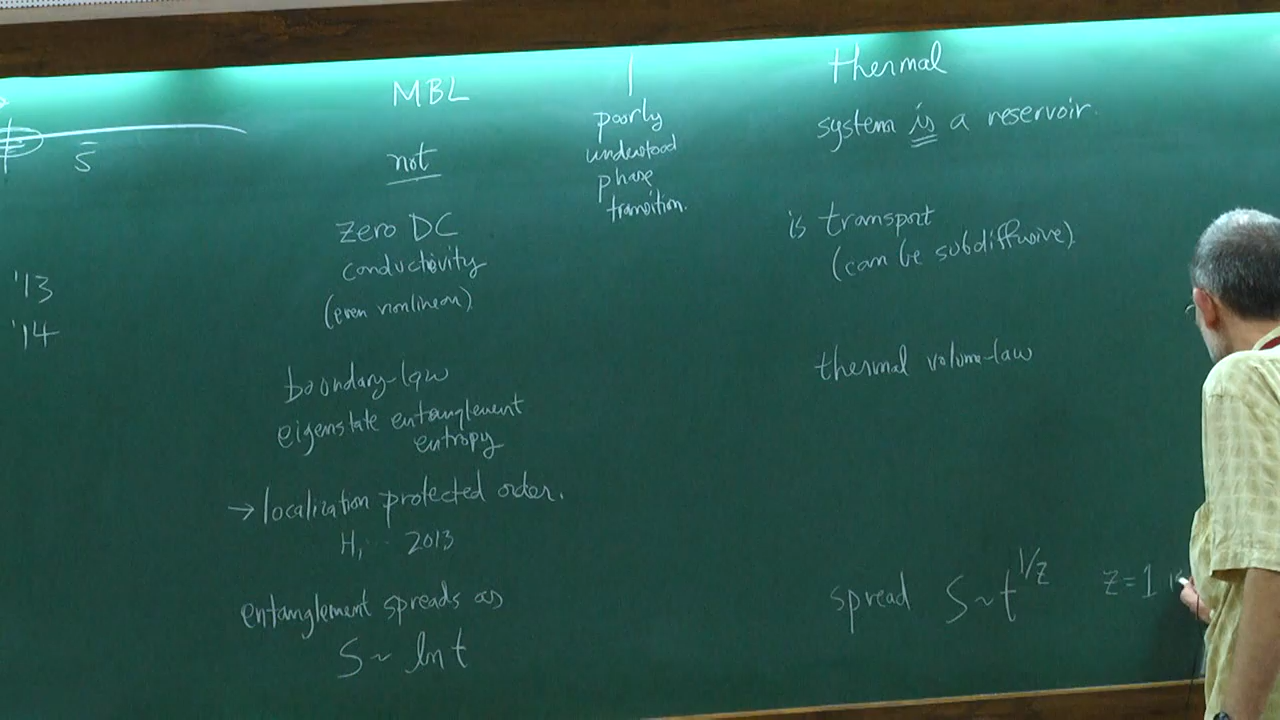 s̄
'13
'14
MBL
not
zero DC
conductivity
(even nonlinear)
boundary-law
eigenstate entanglement
entropy
→ localization protected order.
H, ... 2013
entanglement spreads as
S ~ ln t
poorly
understood
phase
transition.
thermal
system is a reservoir.
is transport
(can be subdiffusive)
thermal volume-law
spread S ~ t^{1/z} z=1